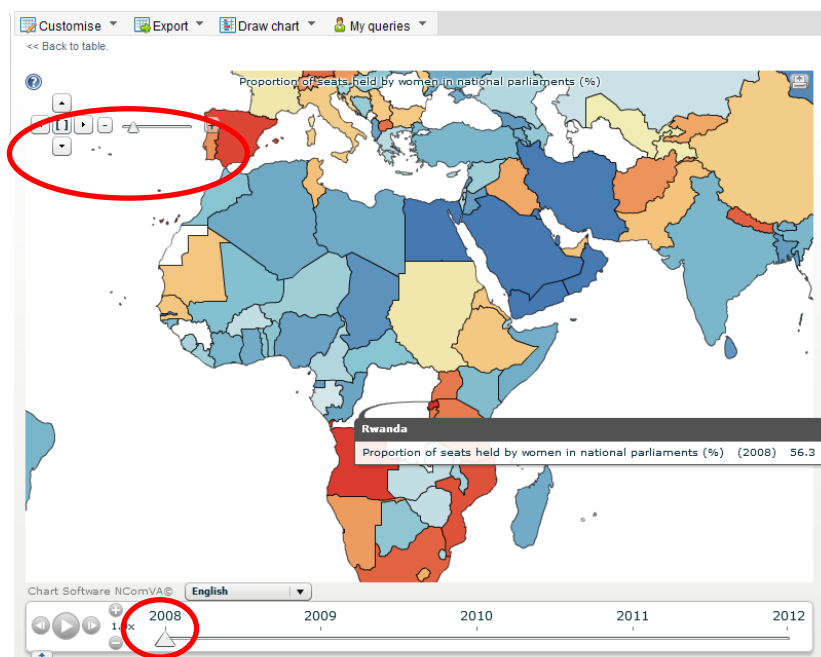 Customise Export Draw chart My queries
<< Back to table.
Proportion of seats held by women in national parliaments (%)
Rwanda
Proportion of seats held by women in national parliaments (%) (2008) 56.3
Chart Software NComVA© English
2008 2009 2010 2011 2012